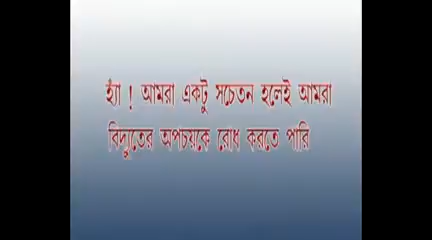 হ্যাঁ ! আমরা একটু সচেতন হলেই আমরা
বিদ্যুতের অপচয়কে রোধ করতে পারি